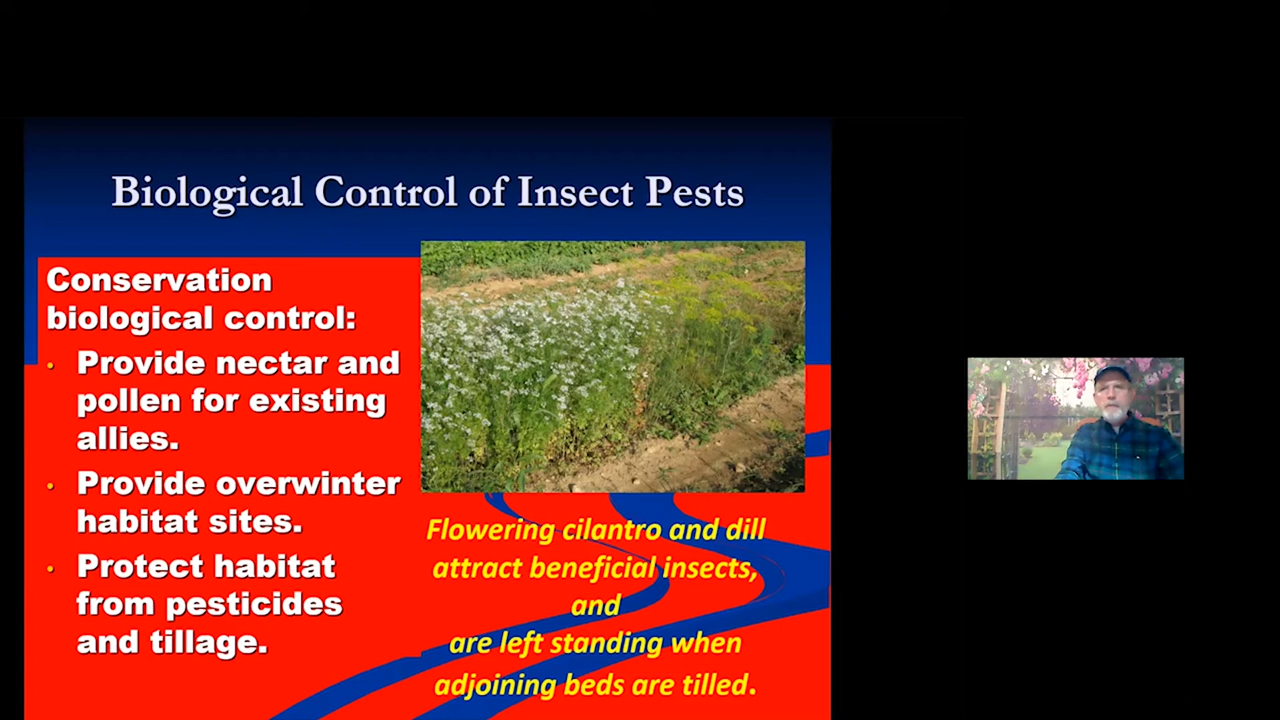 Biological Control of Insect Pests
Conservation
biological control:
• Provide nectar and
pollen for existing
allies.
• Provide overwinter
habitat sites.
• Protect habitat
from pesticides
and tillage.
Flowering cilantro and dill
attract beneficial insects,
and
are left standing when
adjoining beds are tilled.